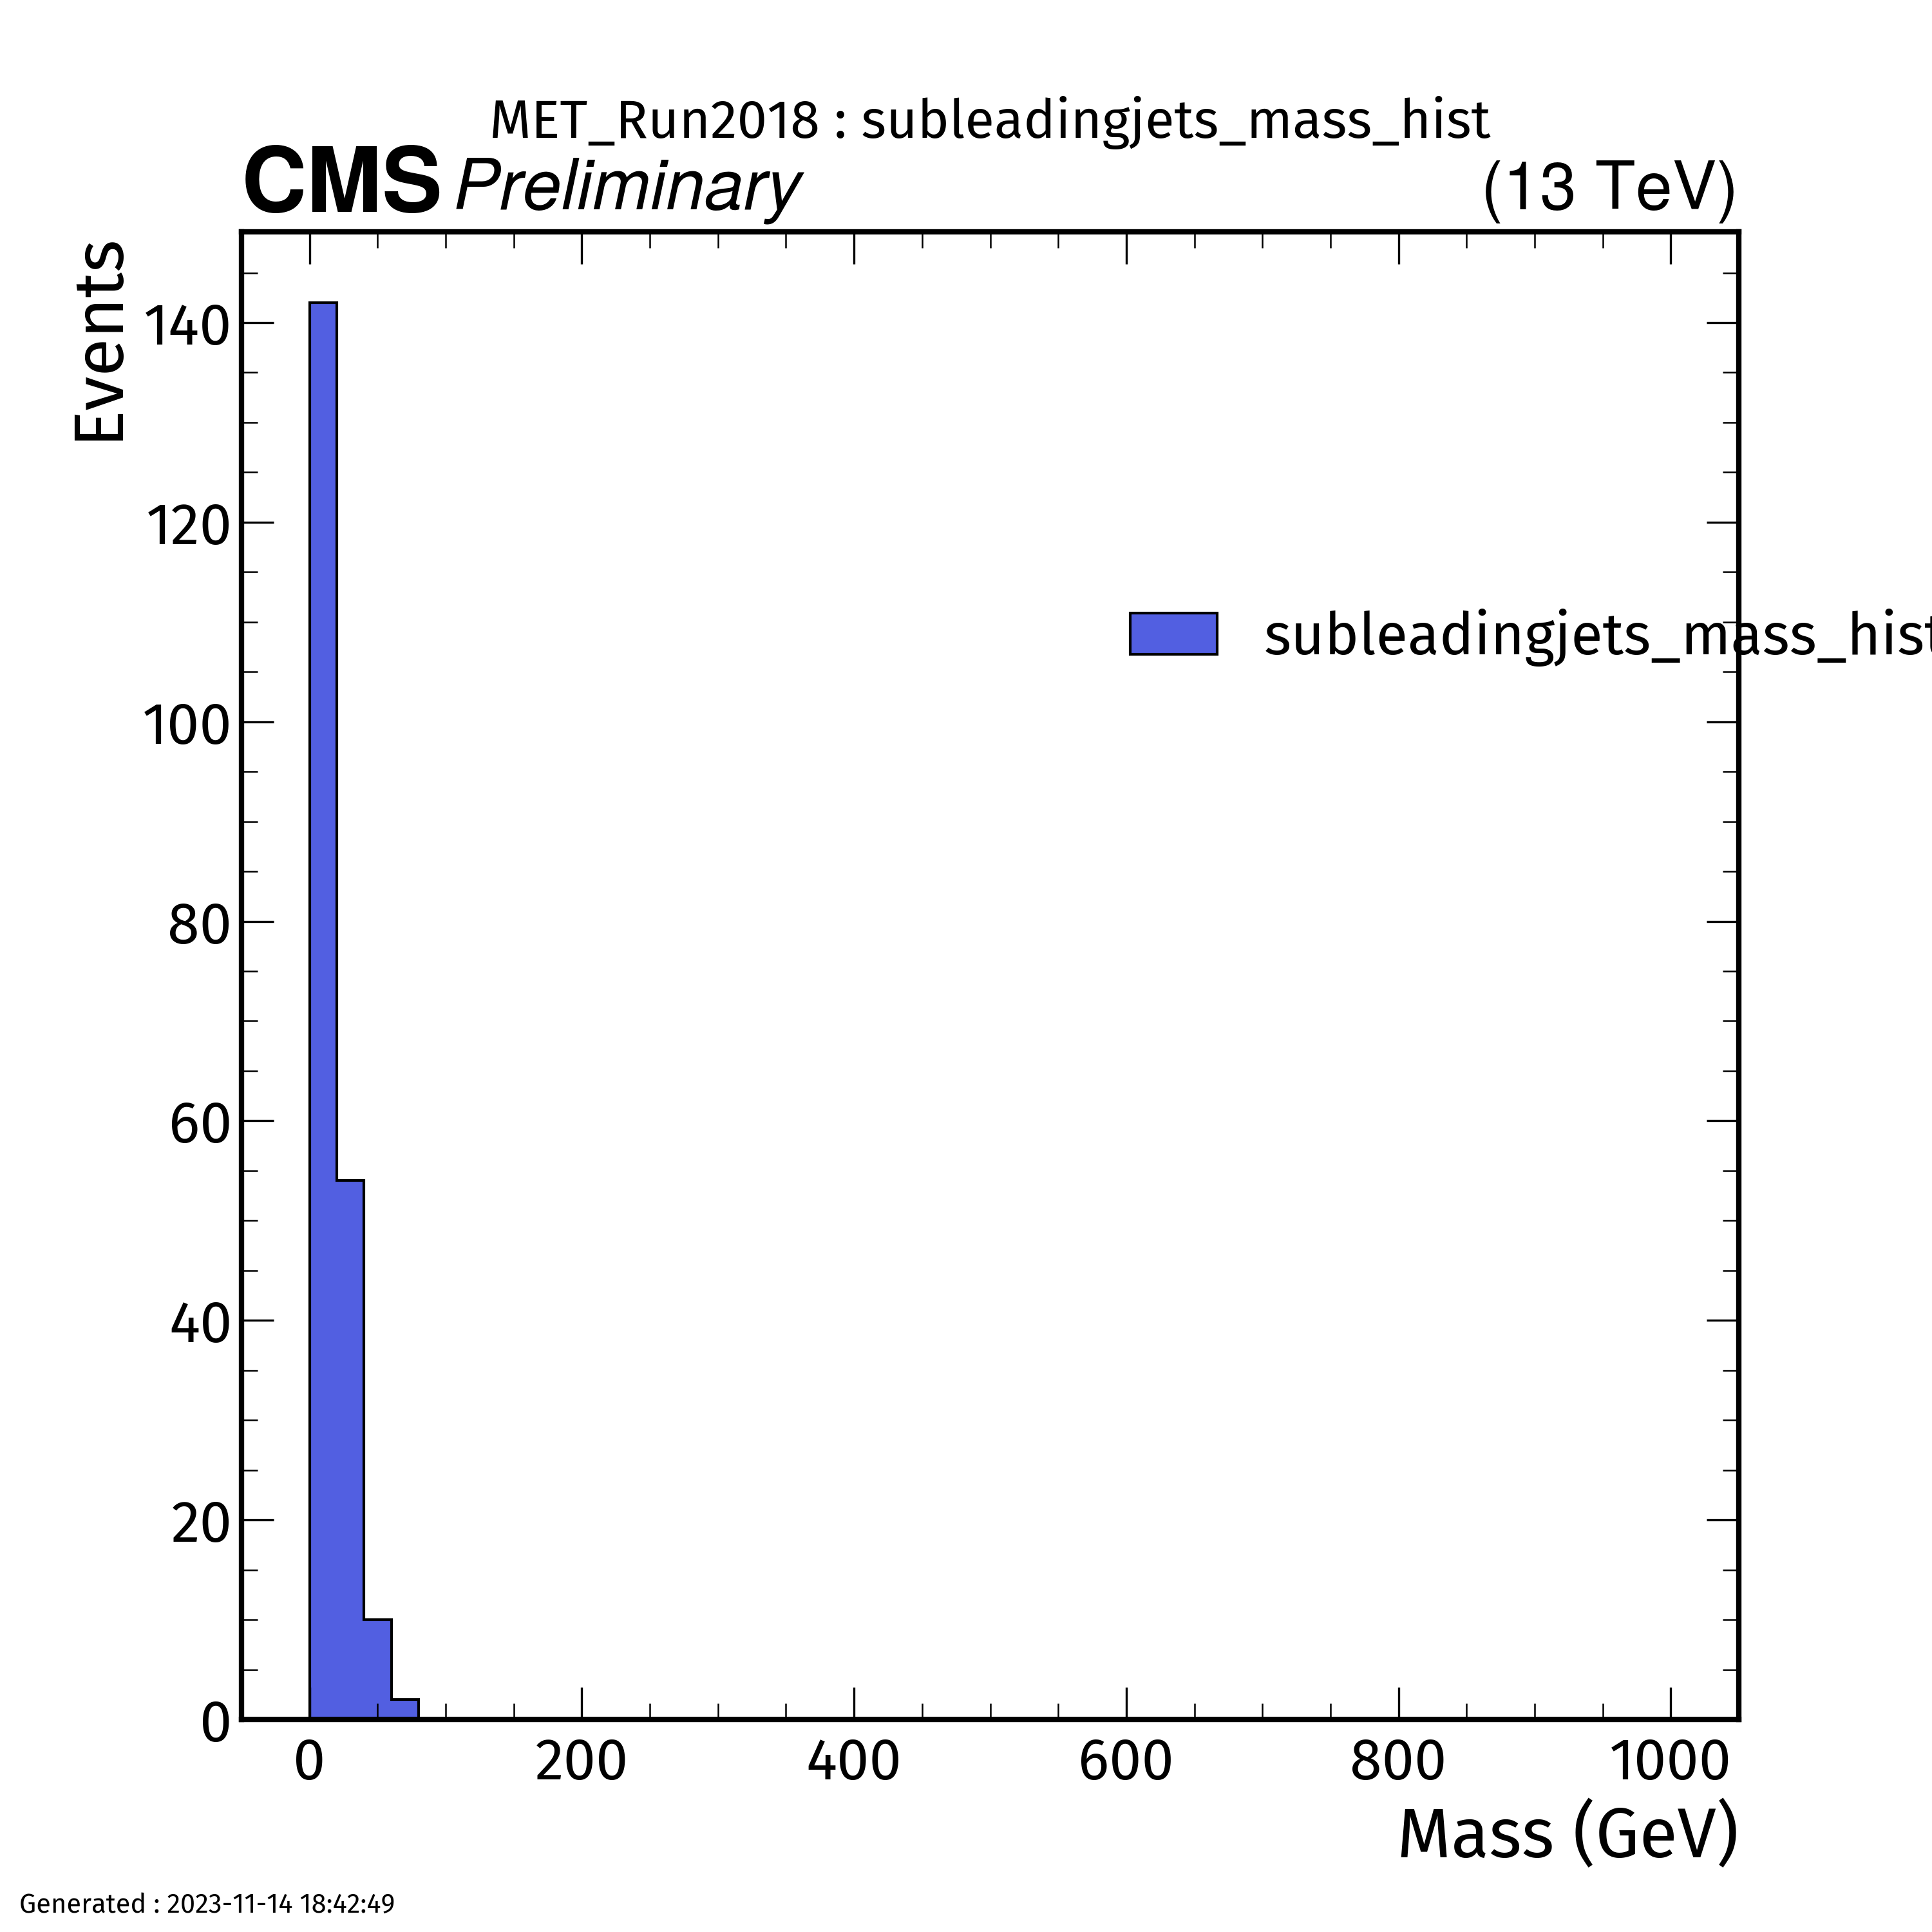 MET_Run2018 : subleadingjets_mass_hist
CMS Preliminary (13 TeV)
Events
140
120
subleadingjets_mass_hist
100
80
60
40
20
0
0 200 400 600 800 1000
Mass (GeV)
Generated : 2023-11-14 18:42:49